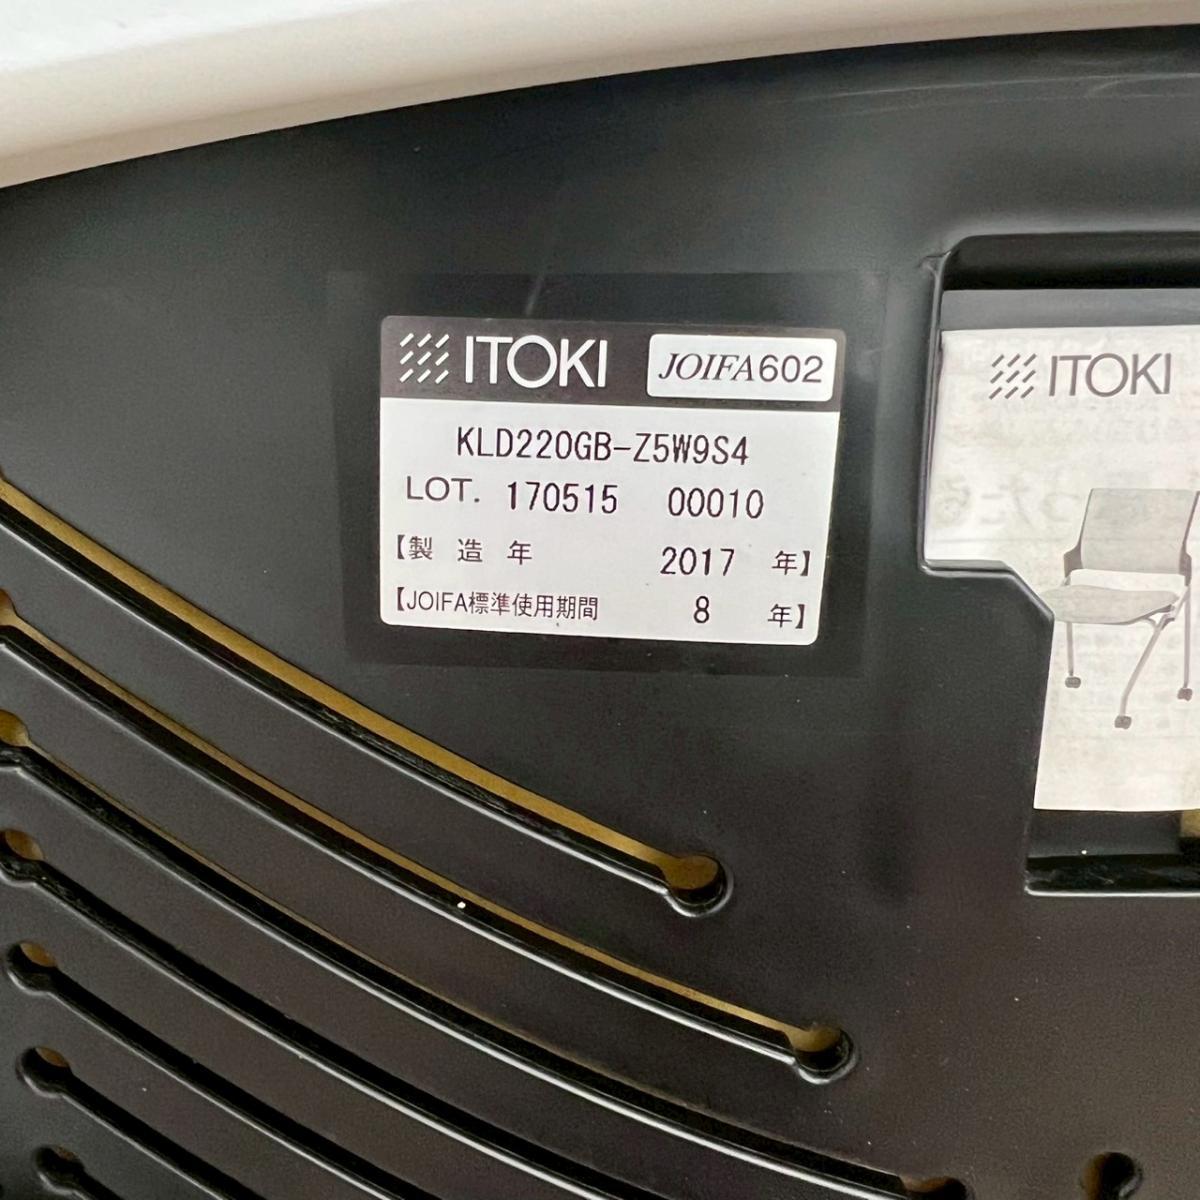 ITOKI JOIFA602
KLD220GB-Z5W9S4
LOT. 170515 00010
【製 造 年 2017 年】
【JOIFA標準使用期間 8 年】
ITOKI